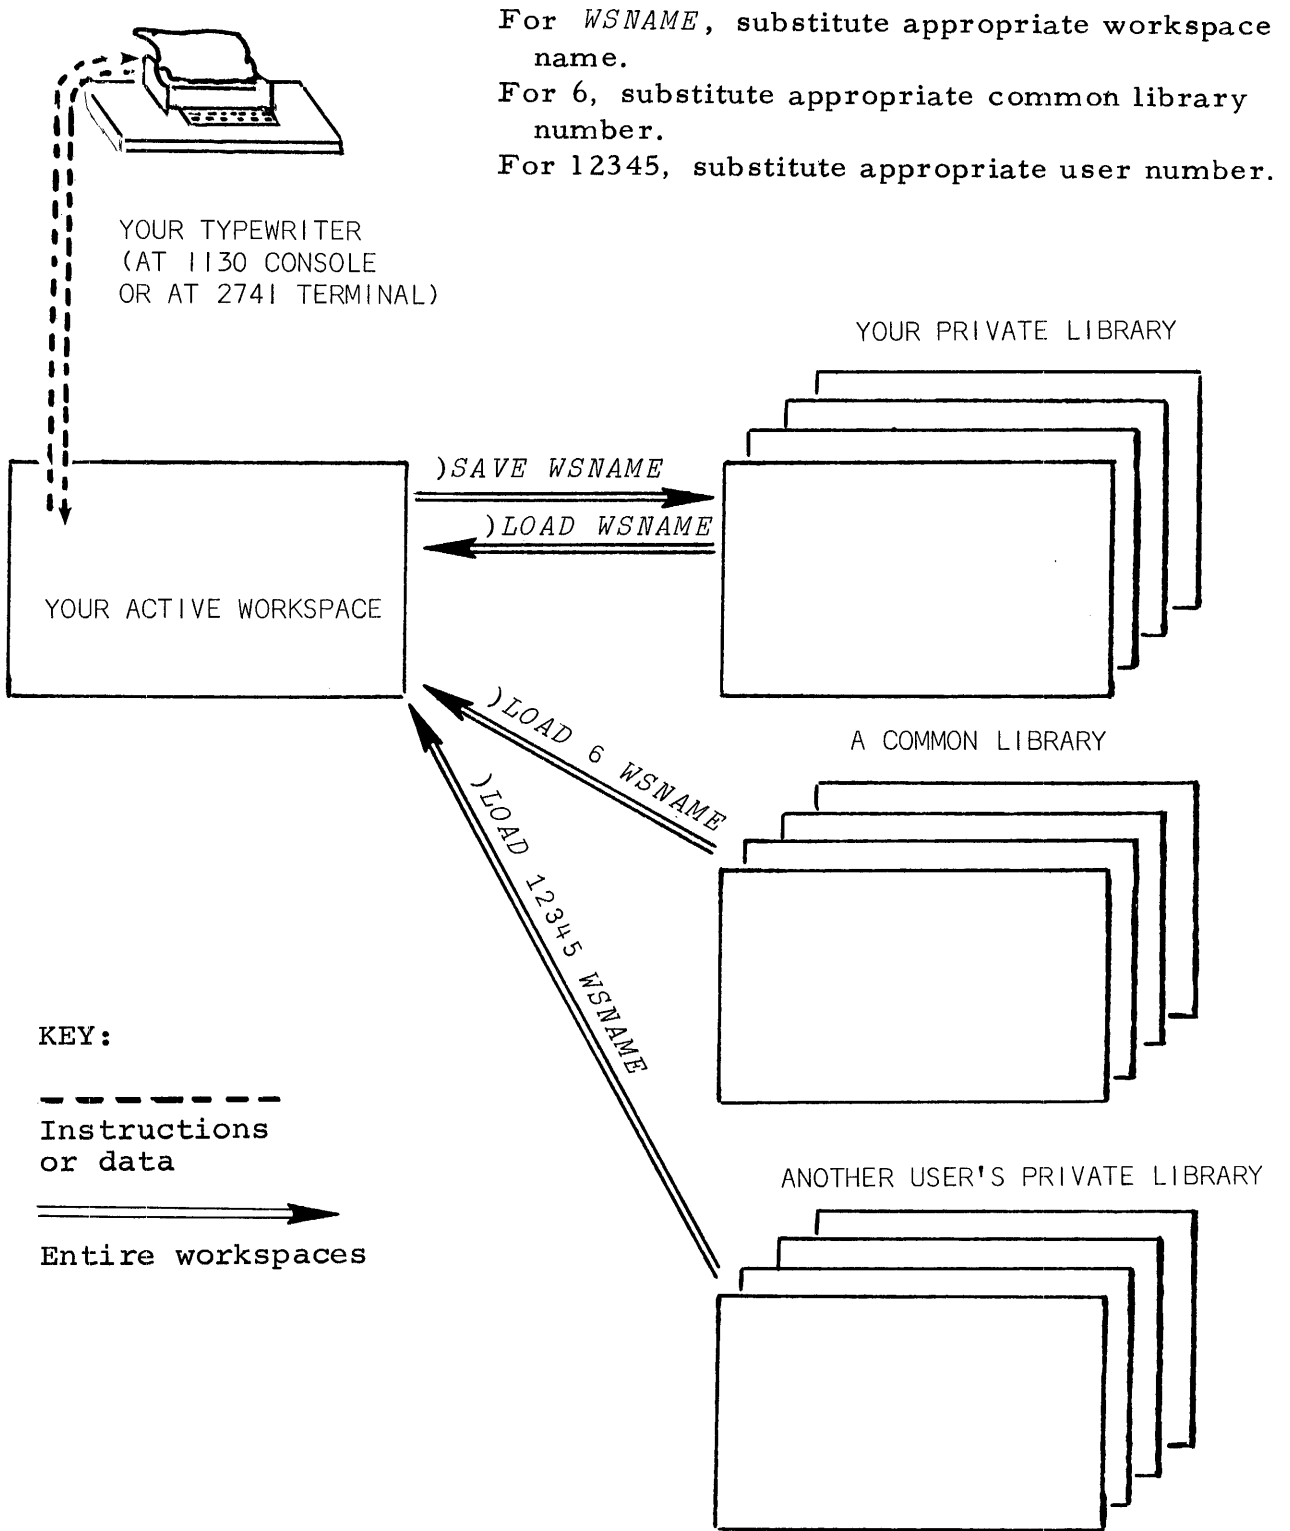 For WSNAME, substitute appropriate workspace
name.
For 6, substitute appropriate common library
number.
For 12345, substitute appropriate user number.
YOUR TYPEWRITER
(AT 1130 CONSOLE
OR AT 2741 TERMINAL)
YOUR PRIVATE LIBRARY
)SAVE WSNAME
)LOAD WSNAME
YOUR ACTIVE WORKSPACE
)LOAD 6 WSNAME
A COMMON LIBRARY
)LOAD 12345 WSNAME
KEY:
Instructions
or data
ANOTHER USER'S PRIVATE LIBRARY
Entire workspaces